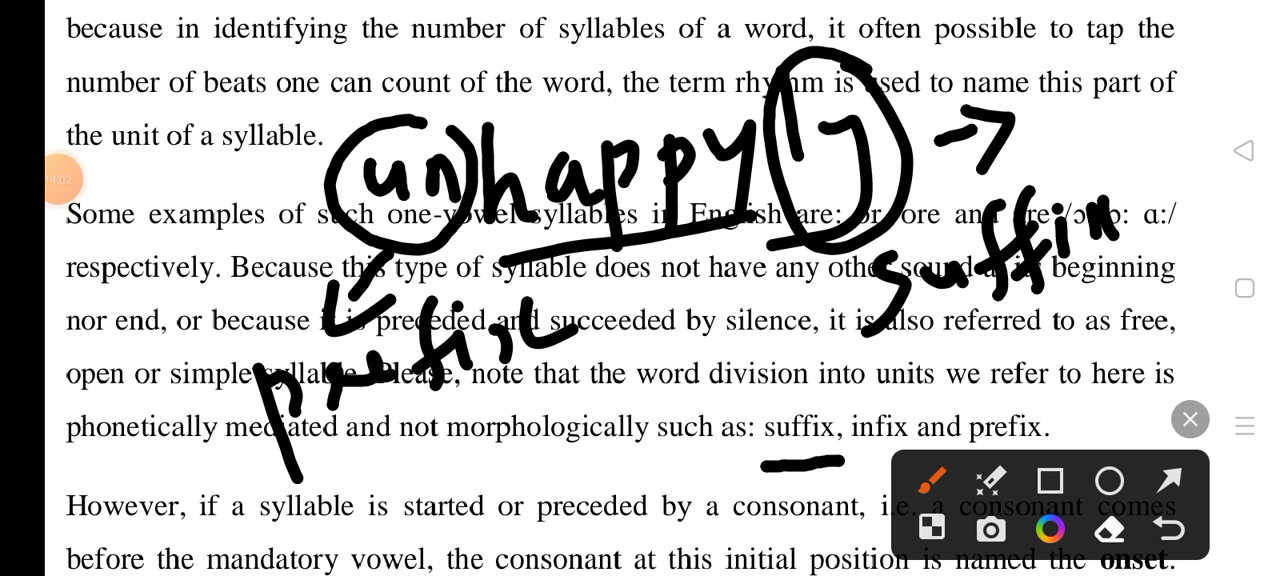 because in identifying the number of syllables of a word, it often possible to tap the
number of beats one can count of the word, the term rhythm is used to name this part of
the unit of a syllable.
unhappyly
14:02
Some examples of such one-vowel syllables in English are: or, ore and are /ɔ: ɔ: ɑ:/
suffix
respectively. Because this type of syllable does not have any other sound at its beginning
nor end, or because it is preceded and succeeded by silence, it is also referred to as free,
prefix
open or simple syllable. Please, note that the word division into units we refer to here is
phonetically mediated and not morphologically such as: suffix, infix and prefix.
However, if a syllable is started or preceded by a consonant, i.e. a consonant comes
before the mandatory vowel, the consonant at this initial position is named the onset.